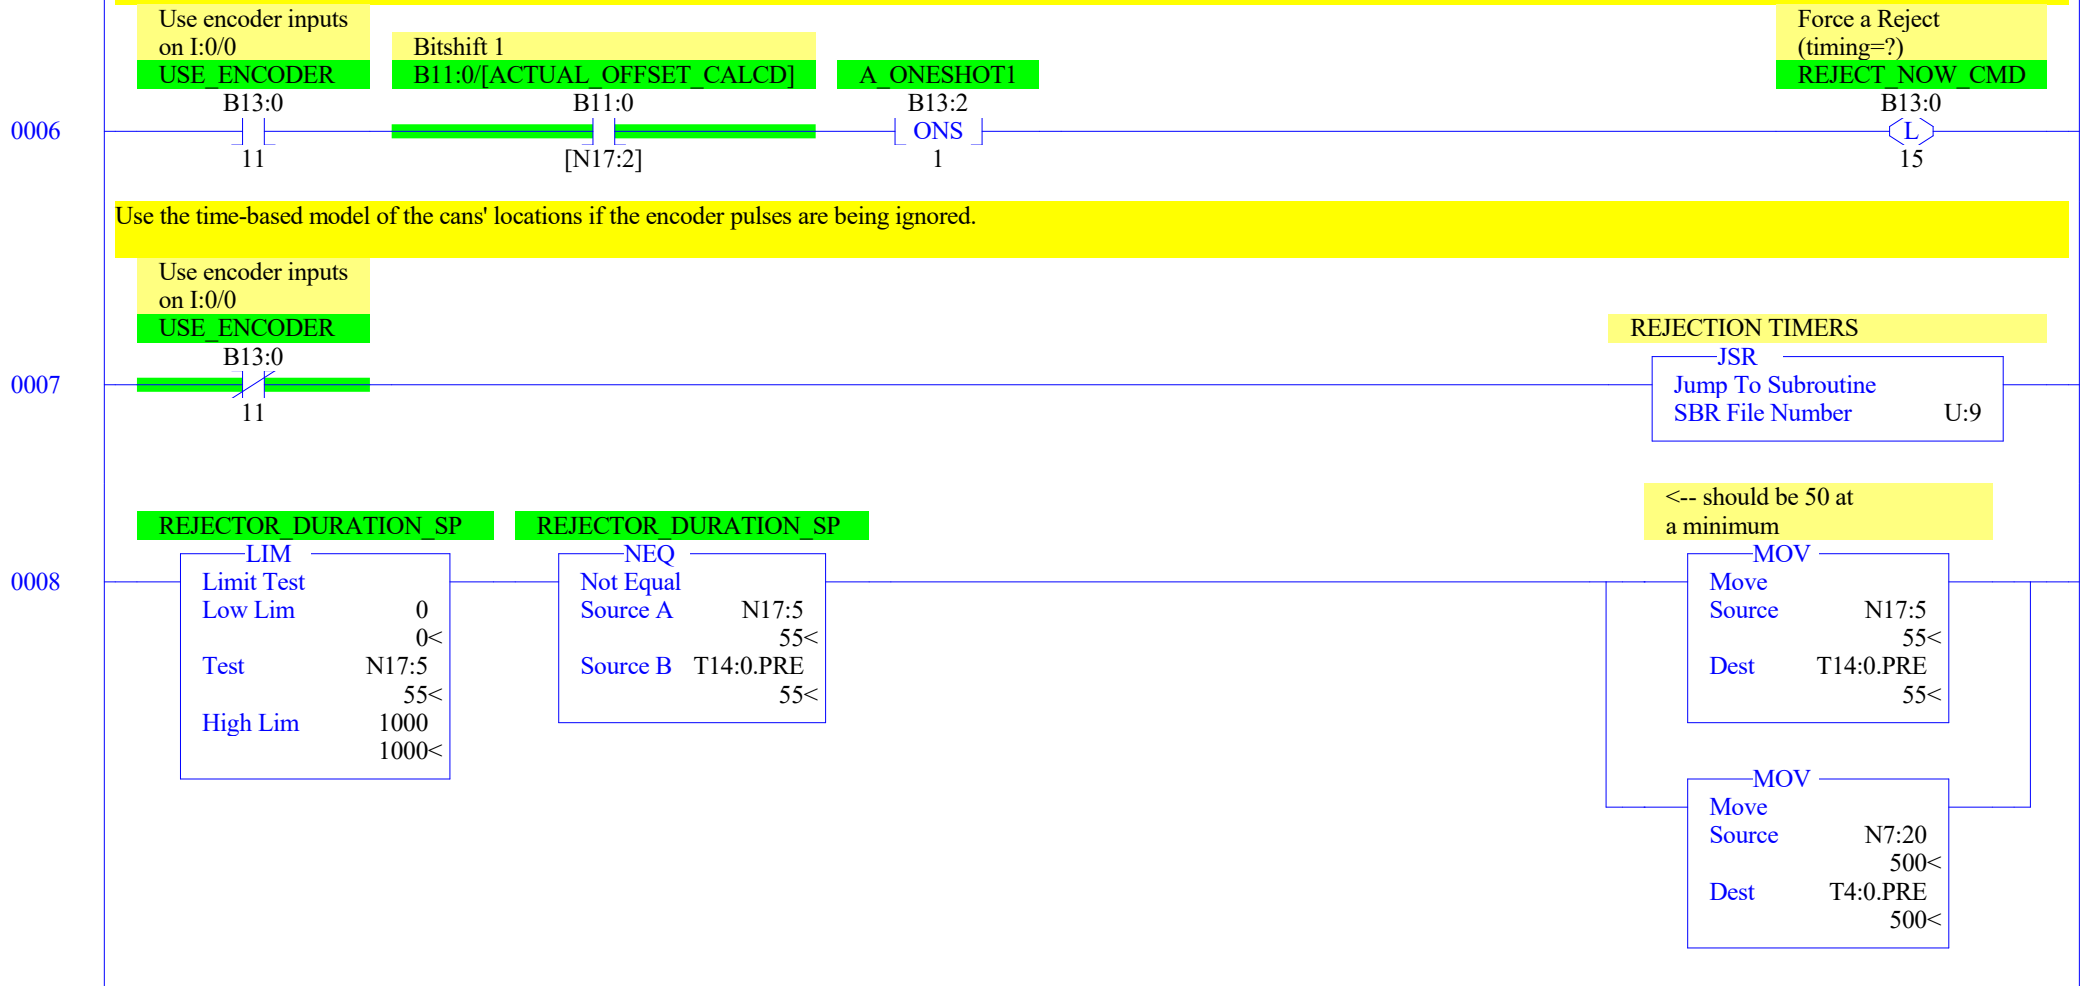 Use encoder inputs
on I:0/0
USE_ENCODER
B13:0
11
Bitshift 1
B11:0/[ACTUAL_OFFSET_CALCD]
B11:0
[N17:2]
A_ONESHOT1
B13:2
ONS
1
Force a Reject
(timing=?)
REJECT_NOW_CMD
B13:0
L
15
0006
Use the time-based model of the cans' locations if the encoder pulses are being ignored.
Use encoder inputs
on I:0/0
USE_ENCODER
B13:0
11
0007
REJECTION TIMERS
JSR
Jump To Subroutine
SBR File Number U:9
REJECTOR_DURATION_SP
LIM
0008
Limit Test
Low Lim 0
0<
Test N17:5
55<
High Lim 1000
1000<
REJECTOR_DURATION_SP
NEQ
Not Equal
Source A N17:5
55<
Source B T14:0.PRE
55<
<-- should be 50 at
a minimum
MOV
Move
Source N17:5
55<
Dest T14:0.PRE
55<
MOV
Move
Source N7:20
500<
Dest T4:0.PRE
500<